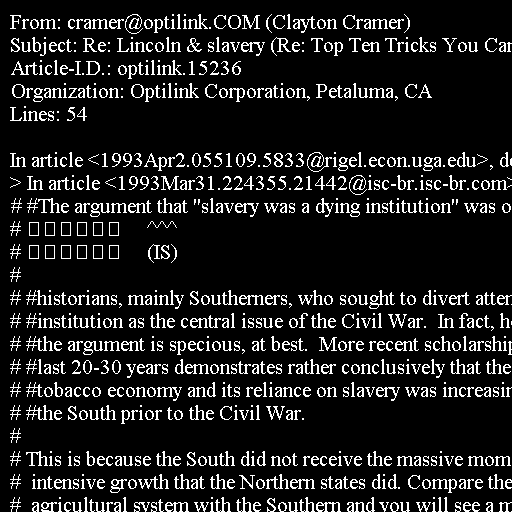 From: cramer@optilink.COM (Clayton Cramer)
Subject: Re: Lincoln & slavery (Re: Top Ten Tricks You Can
Article-I.D.: optilink.15236
Organization: Optilink Corporation, Petaluma, CA
Lines: 54

In article <1993Apr2.055109.5833@rigel.econ.uga.edu>, d
> In article <1993Mar31.224355.21442@isc-br.isc-br.com>
# #The argument that "slavery was a dying institution" was o
# □□□□□□ ^^^
# □□□□□□ (IS)
#
# #historians, mainly Southerners, who sought to divert atten
# #institution as the central issue of the Civil War.  In fact, h
# #the argument is specious, at best.  More recent scholarship
# #last 20-30 years demonstrates rather conclusively that the
# #tobacco economy and its reliance on slavery was increasin
# #the South prior to the Civil War.
#
# This is because the South did not receive the massive mom
#  intensive growth that the Northern states did. Compare the
#  agricultural system with the Southern and you will see a m